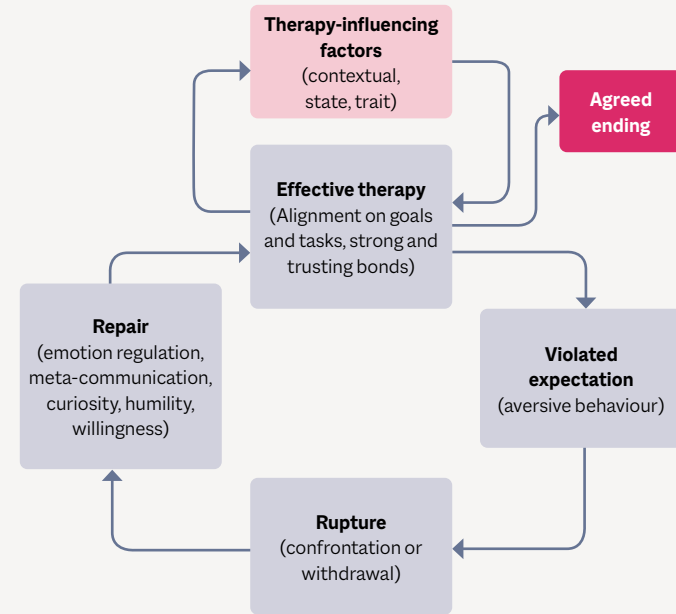 Therapy-influencing
factors
(contextual,
state, trait)
Agreed
ending
Effective therapy
(Alignment on goals
and tasks, strong and
trusting bonds)
Repair
(emotion regulation,
meta-communication,
curiosity, humility,
willingness)
Violated
expectation
(aversive behaviour)
Rupture
(confrontation or
withdrawal)